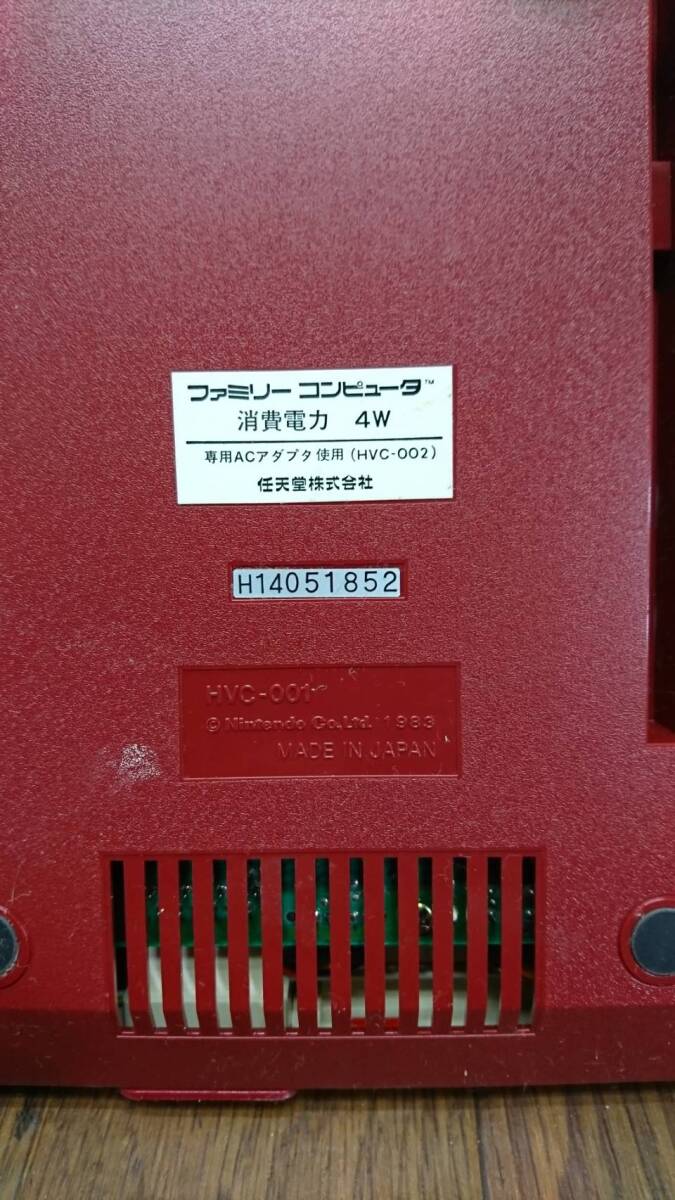 ファミリー コンピュータ™
消費電力 4W
専用ACアダプタ使用(HVC-002)
任天堂株式会社
H14051852
HVC-001
© Nintendo Co.Ltd. 1983
MADE IN JAPAN